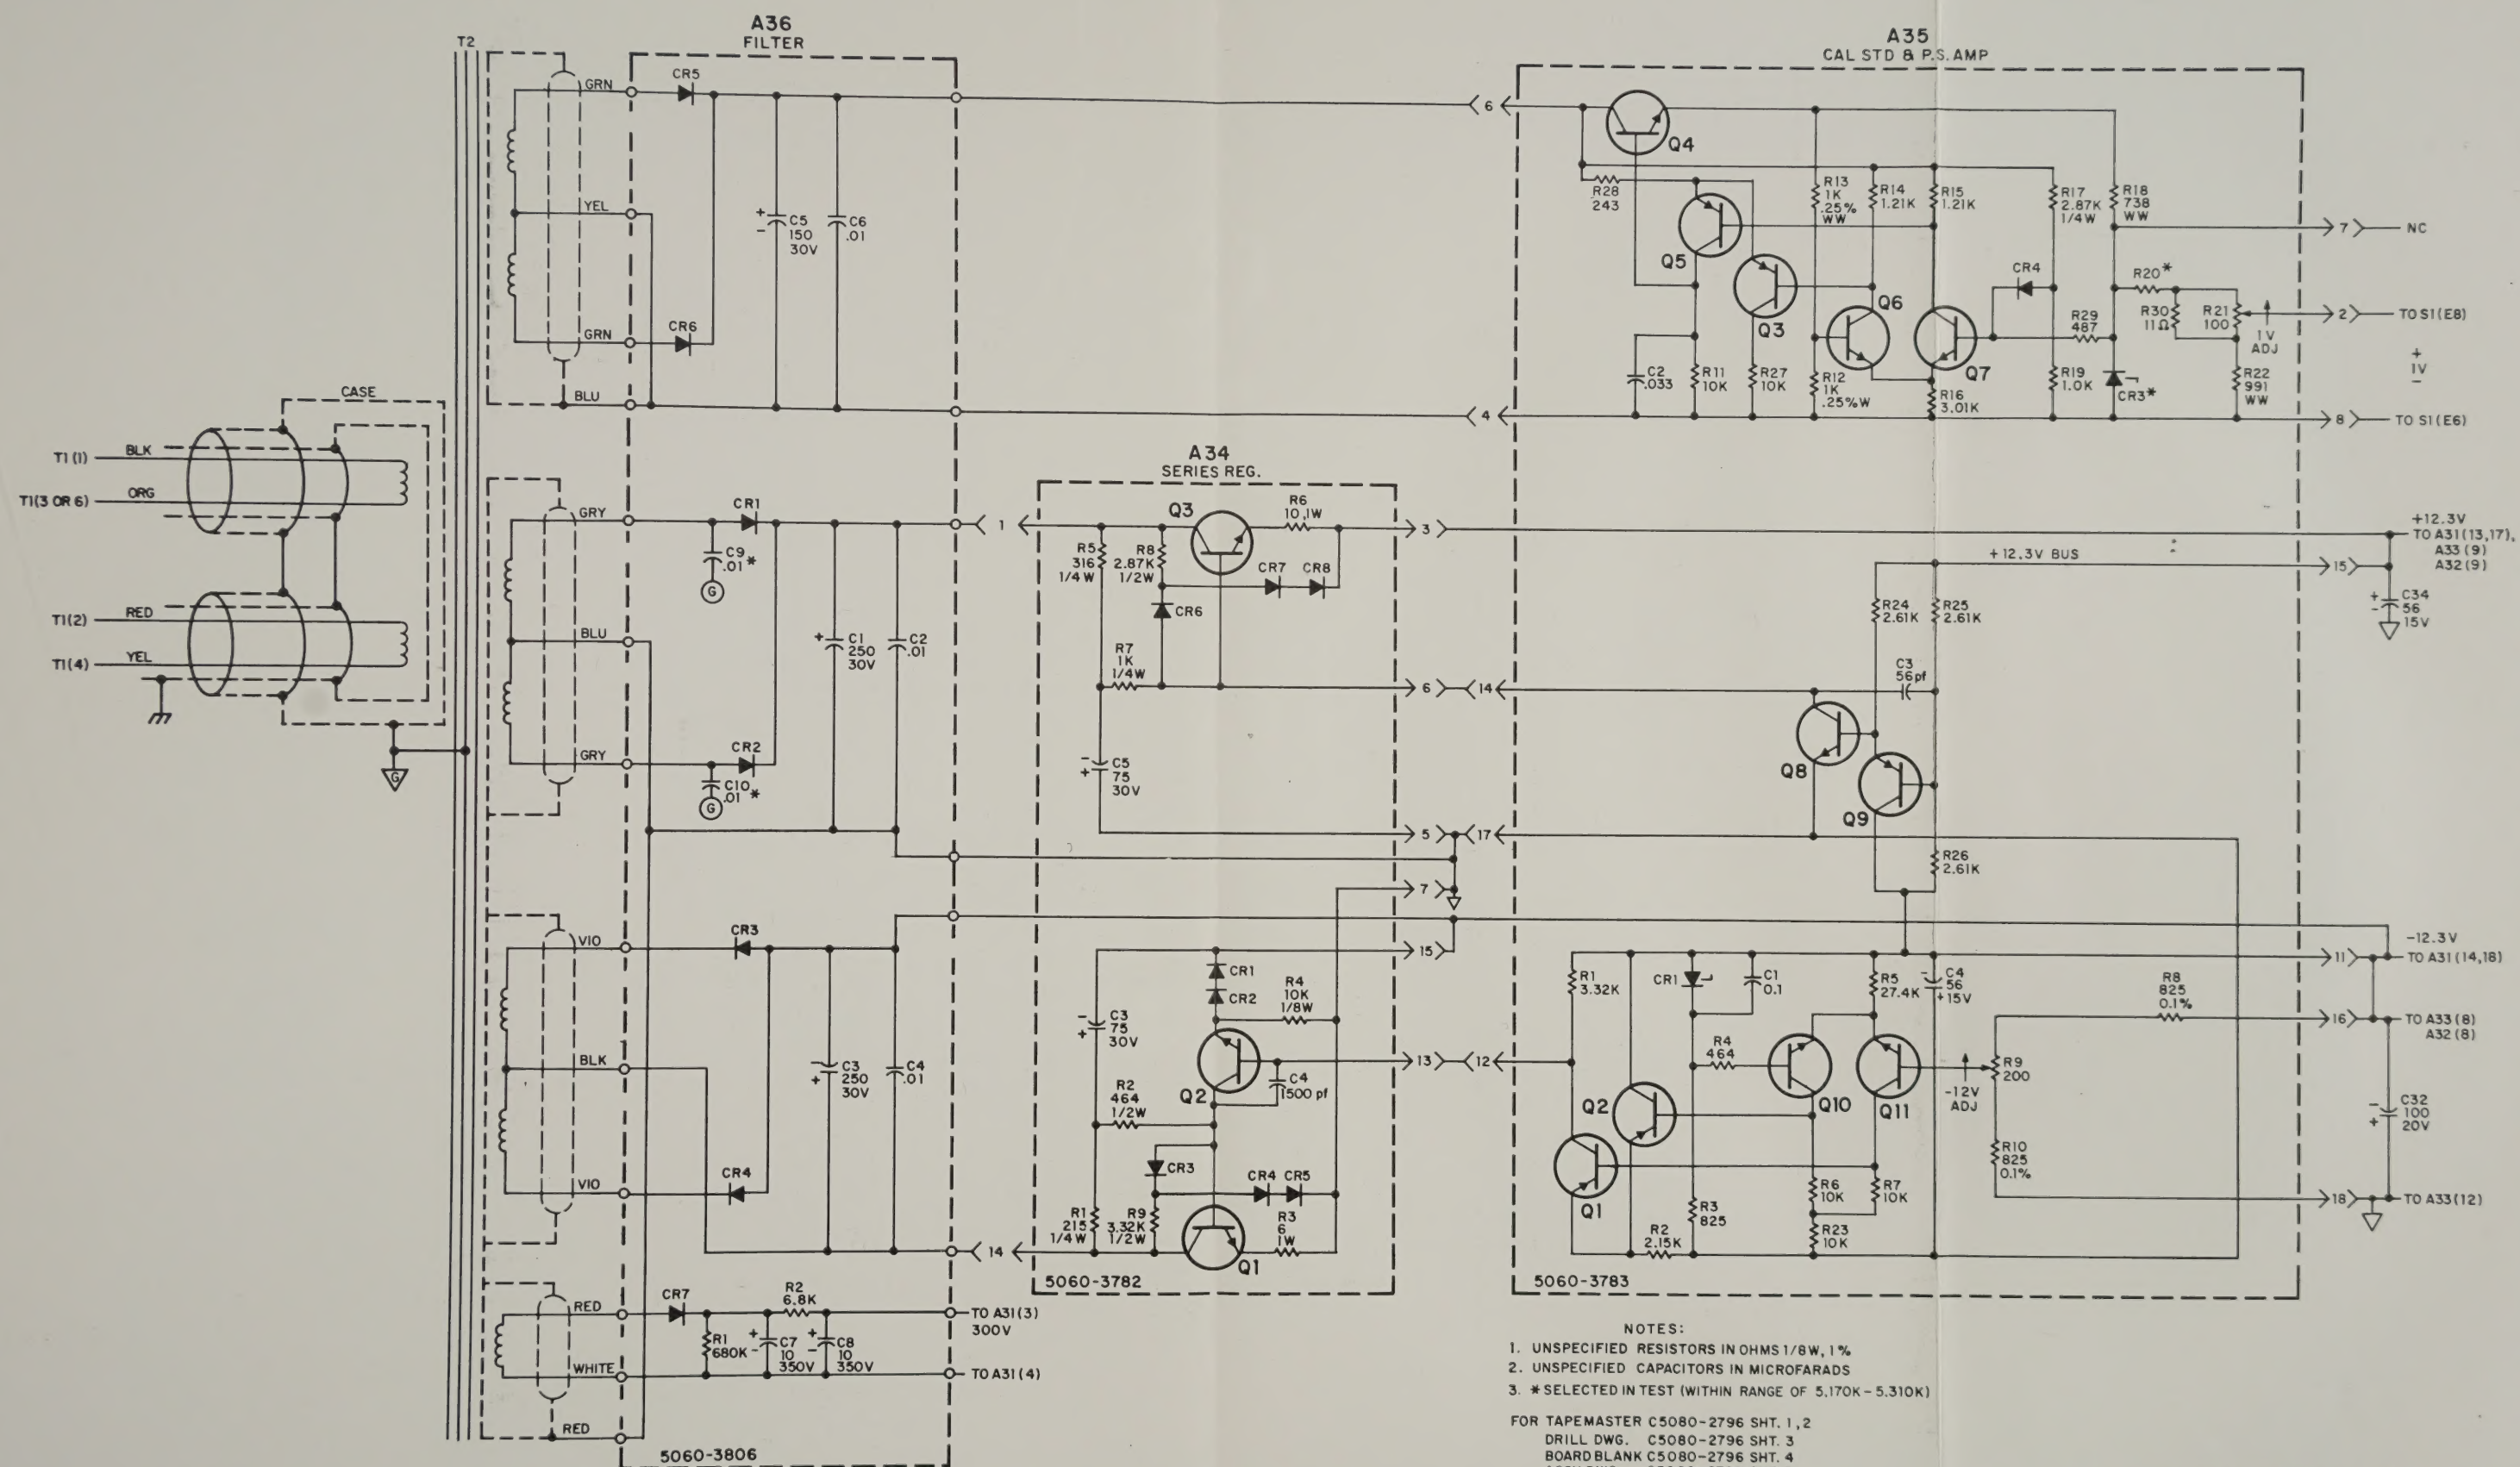 T2
A36
FILTER
A35
CAL STD & P.S. AMP
GRN
CR5
YEL
+
-
C5
150
30V
C6
.01
GRN
CR6
BLU
6
4
Q4
R28
243
Q5
Q3
R13
1K
.25%
WW
R14
1.21K
R15
1.21K
R17
2.87K
1/4W
R18
738
WW
7
NC
CR4
R20*
Q6
R29
487
R30
11Ω
R21
100
2
TO S1(E8)
1V
ADJ
+
1V
-
C2
.033
R11
10K
R27
10K
R12
1K
.25%W
Q7
R16
3.01K
R19
1.0K
CR3*
R22
991
WW
8
TO S1(E6)
CASE
T1(1)
BLK
T1(3 OR 6)
ORG
T1(2)
RED
T1(4)
YEL
G
A34
SERIES REG.
GRY
CR1
C9
.01*
G
BLU
+
C1
250
30V
C2
.01
GRY
CR2
C10
.01*
G
1
R5
316
1/4W
R8
2.87K
1/2W
Q3
R6
10,1W
3
CR7
CR8
CR6
R7
1K
1/4W
6
14
-
+
C5
75
30V
5
17
7
+12.3V
TO A31(13,17),
A33(9)
A32(9)
+12.3V BUS
15
+
-
C34
56
15V
R24
2.61K
R25
2.61K
C3
56pf
Q8
Q9
R26
2.61K
VIO
CR3
BLK
-
+
C3
250
30V
C4
.01
VIO
CR4
14
15
CR1
CR2
R4
10K
1/8W
-
+
C3
75
30V
Q2
C4
1500 pf
13
12
R2
464
1/2W
CR3
CR4
CR5
R1
215
1/4W
R9
3.32K
1/2W
R3
6
1W
Q1
5060-3782
R1
3.32K
CR1
C1
0.1
R5
27.4K
-
C4
56
+15V
-12.3V
11
TO A31(14,18)
R8
825
0.1%
16
TO A33(8)
A32(8)
R4
464
Q10
Q11
R9
200
-12V
ADJ
Q2
Q1
-
+
C32
100
20V
R10
825
0.1%
R6
10K
R7
10K
R3
825
R2
2.15K
R23
10K
18
TO A33(12)
5060-3783
RED
CR7
R2
6.8K
TO A31(3)
300V
R1
680K
+
-
C7
10
350V
+
-
C8
10
350V
WHITE
TO A31(4)
RED
5060-3806
NOTES:
1. UNSPECIFIED RESISTORS IN OHMS 1/8W, 1%
2. UNSPECIFIED CAPACITORS IN MICROFARADS
3. *SELECTED IN TEST (WITHIN RANGE OF 5.170K-5.310K)
FOR TAPEMASTER C5080-2796 SHT. 1,2
DRILL DWG. C5080-2796 SHT. 3
BOARD BLANK C5080-2796 SHT. 4